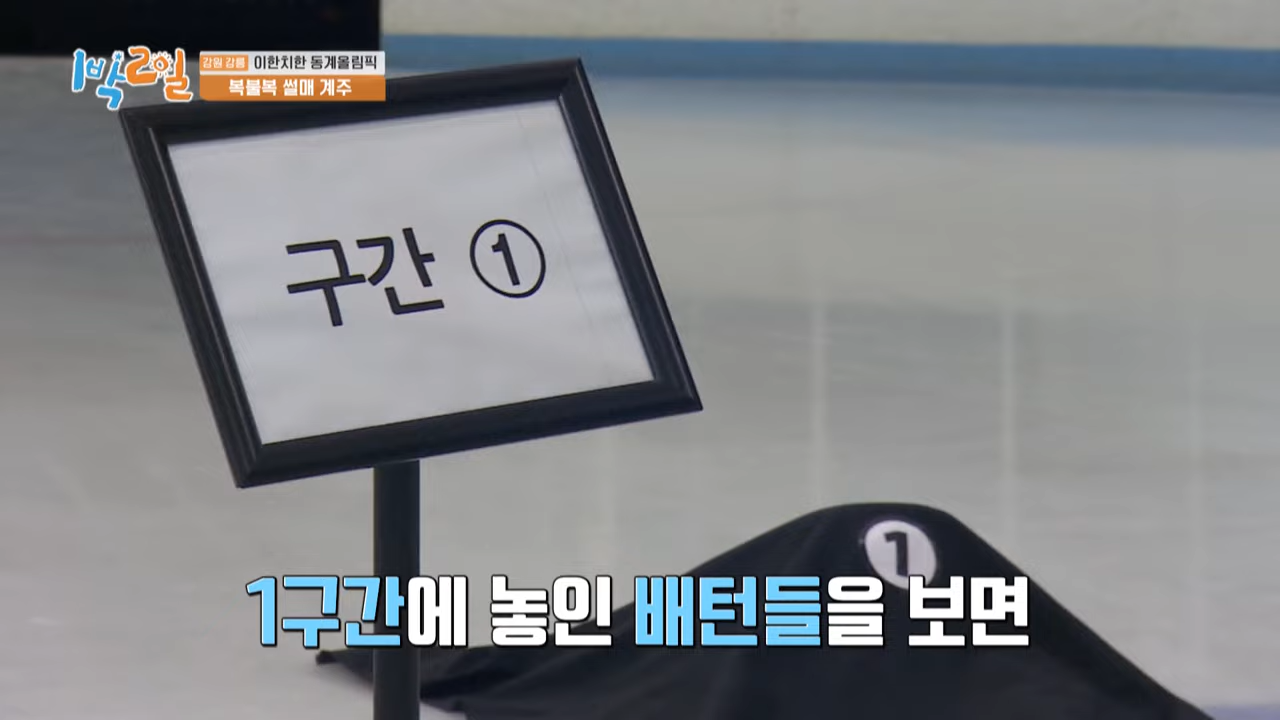 1박2일
강원 강릉 이한치한 동계올림픽
복불복 썰매 계주
구간 ①
1
1구간에 놓인 배턴들을 보면